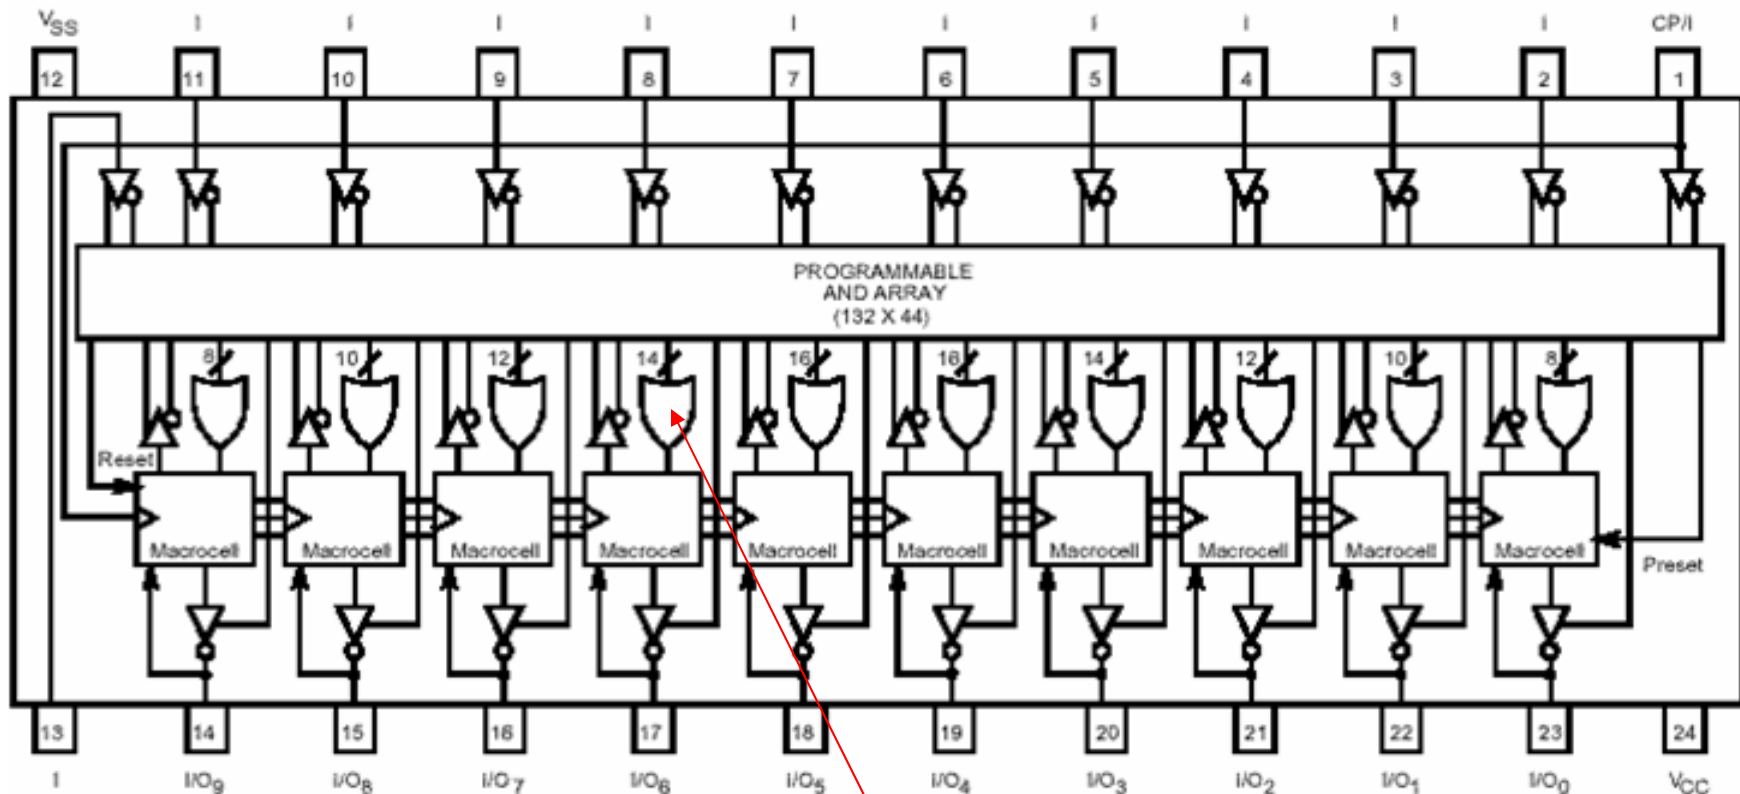 VSS I I I I I I I I I I CP/I
12 11 10 9 8 7 6 5 4 3 2 1
PROGRAMMABLE
AND ARRAY
(132 X 44)
8 10 12 14 16 16 14 12 10 8
Reset
Macrocell Macrocell Macrocell Macrocell Macrocell Macrocell Macrocell Macrocell Macrocell Macrocell
Preset
13 14 15 16 17 18 19 20 21 22 23 24
I I/O9 I/O8 I/O7 I/O6 I/O5 I/O4 I/O3 I/O2 I/O1 I/O0 VCC